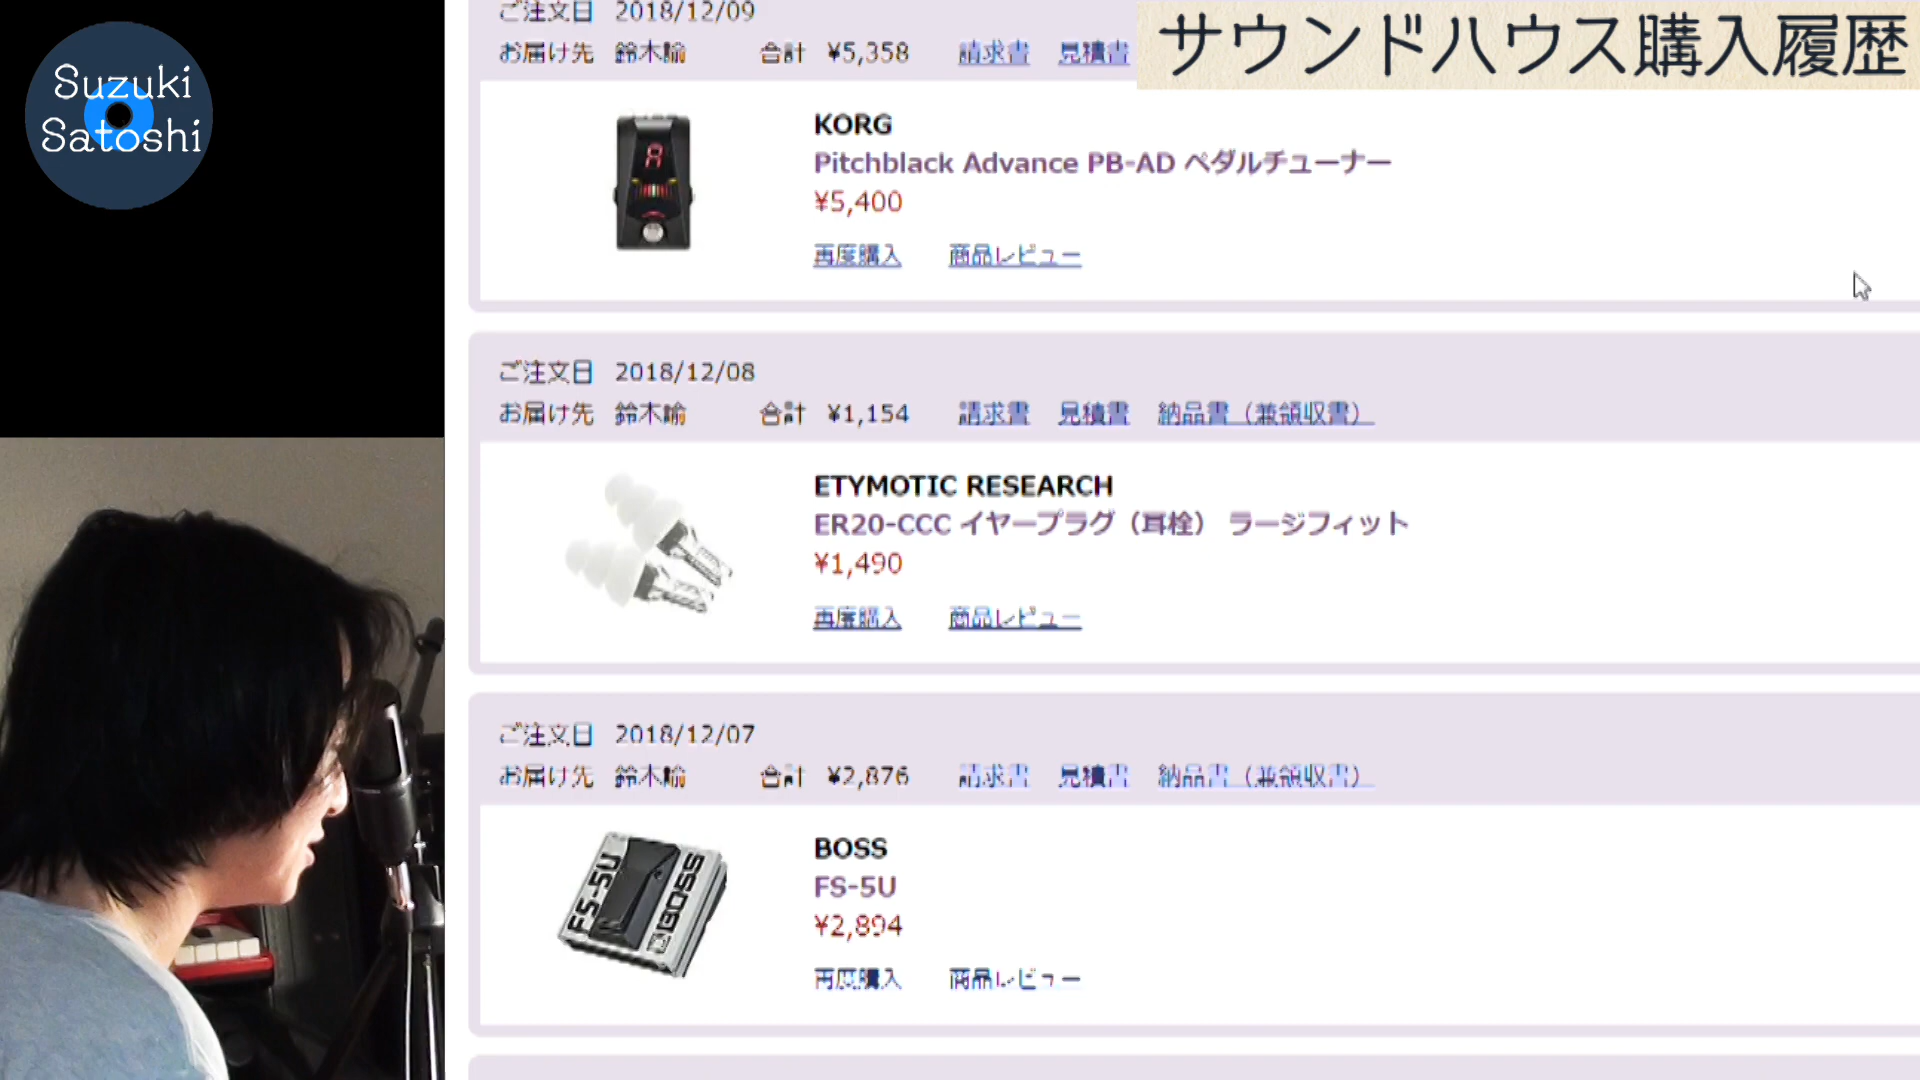 Suzuki
Satoshi
サウンドハウス購入履歴
ご注文日 2018/12/09
お届け先 鈴木諭 合計 ¥5,358 請求書 見積書
KORG
Pitchblack Advance PB-AD ペダルチューナー
¥5,400
再度購入 商品レビュー
ご注文日 2018/12/08
お届け先 鈴木諭 合計 ¥1,154 請求書 見積書 納品書（兼領収書）
ETYMOTIC RESEARCH
ER20-CCC イヤープラグ（耳栓） ラージフィット
¥1,490
再度購入 商品レビュー
ご注文日 2018/12/07
お届け先 鈴木諭 合計 ¥2,876 請求書 見積書 納品書（兼領収書）
FS-5U
BOSS
BOSS
FS-5U
¥2,894
再度購入 商品レビュー